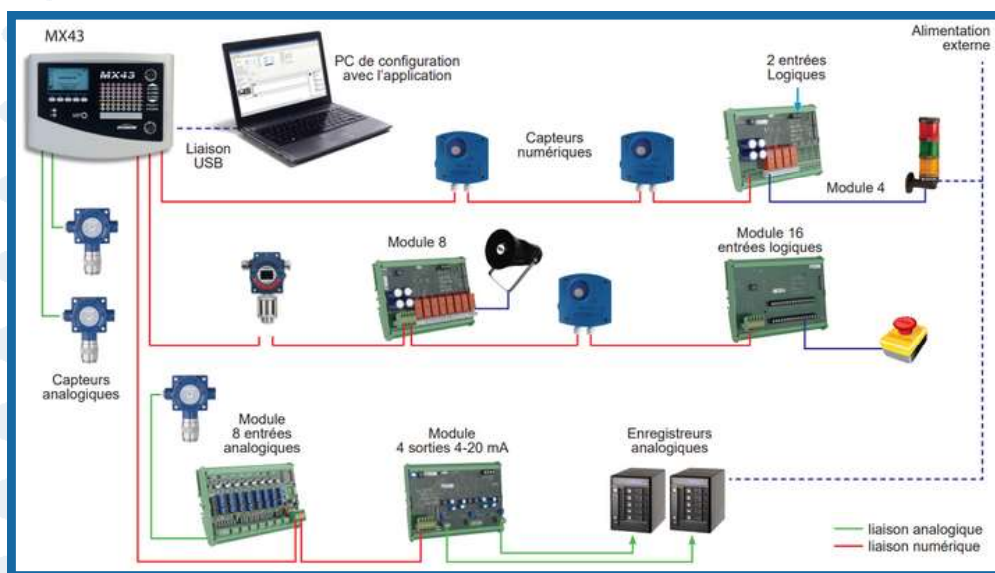 MX43
Alimentation
externe
MX43
PC de configuration
avec l'application
2 entrées
Logiques
Liaison
USB
Capteurs
numériques
Module 4
Module 8
Module 16
entrées logiques
Capteurs
analogiques
Module
8 entrées
analogiques
Module
4 sorties 4-20 mA
Enregistreurs
analogiques
liaison analogique
liaison numérique